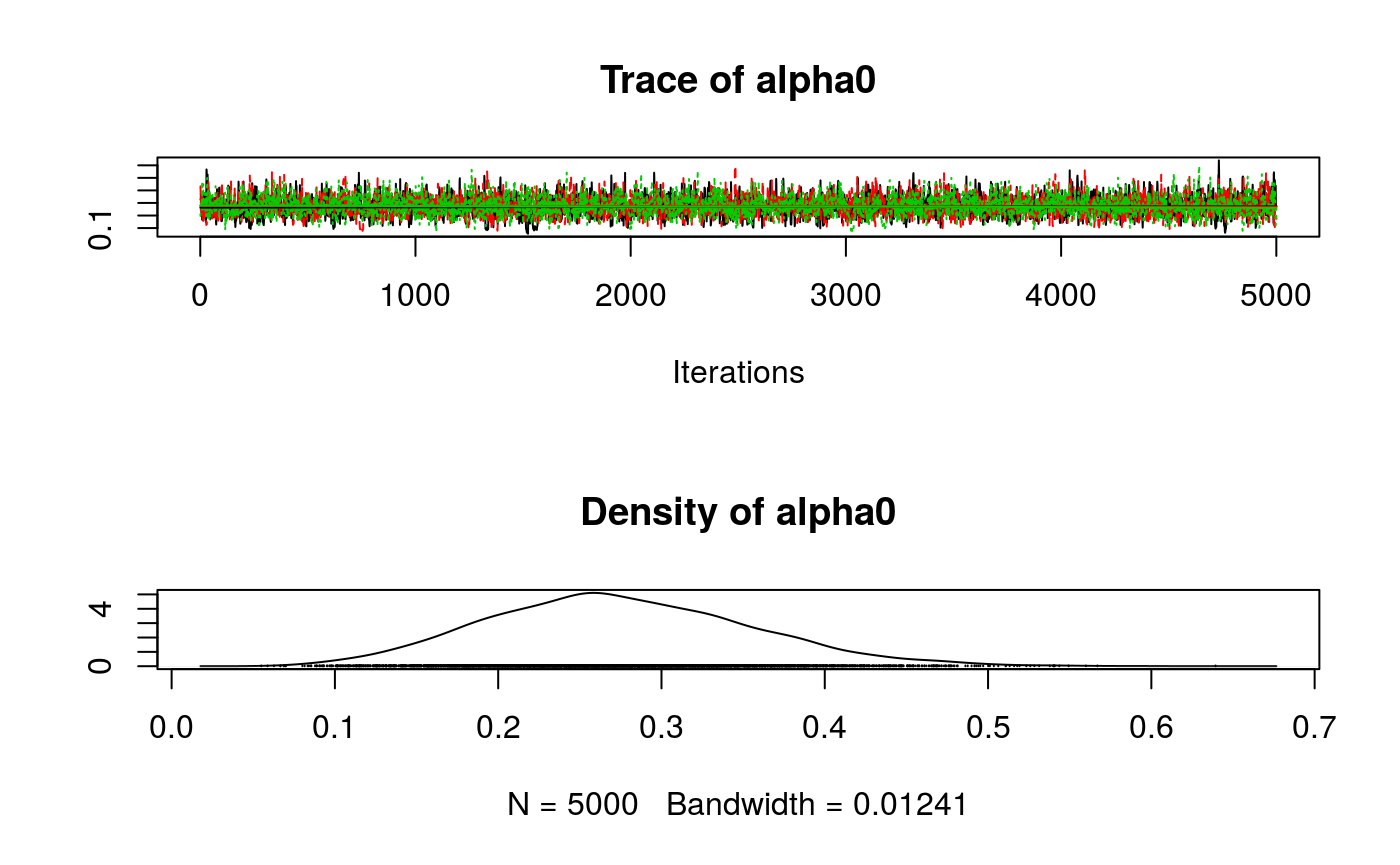 Trace of alpha0
0.1
0 1000 2000 3000 4000 5000
Iterations
Density of alpha0
4
0
0.0 0.1 0.2 0.3 0.4 0.5 0.6 0.7
N = 5000 Bandwidth = 0.01241